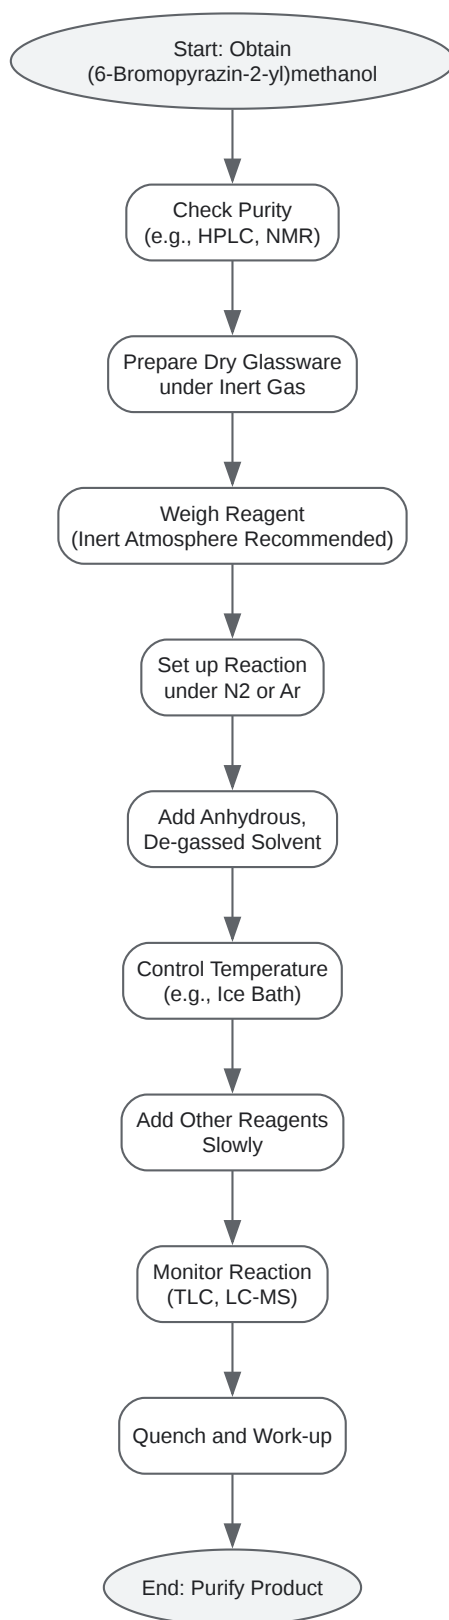 Start: Obtain
(6-Bromopyrazin-2-yl)methanol
Check Purity
(e.g., HPLC, NMR)
Prepare Dry Glassware
under Inert Gas
Weigh Reagent
(Inert Atmosphere Recommended)
Set up Reaction
under N2 or Ar
Add Anhydrous,
De-gassed Solvent
Control Temperature
(e.g., Ice Bath)
Add Other Reagents
Slowly
Monitor Reaction
(TLC, LC-MS)
Quench and Work-up
End: Purify Product